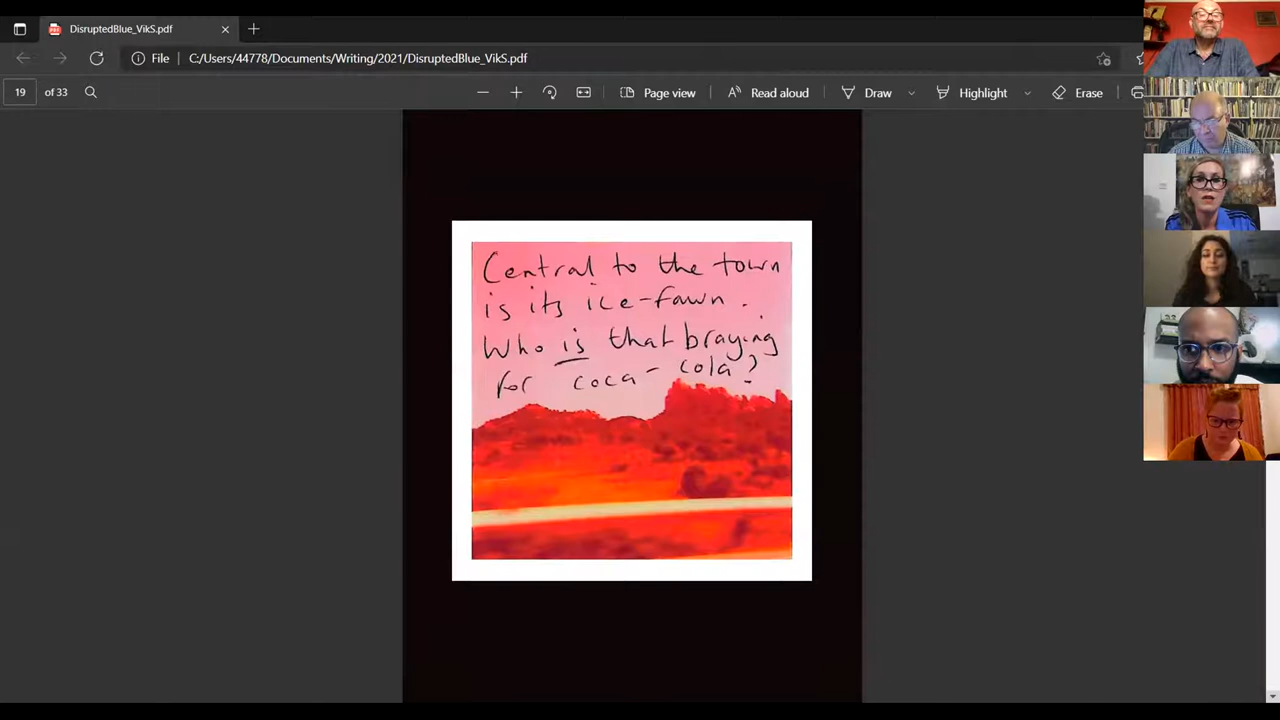 DisruptedBlue_VikS.pdf
File C:/Users/44778/Documents/Writing/2021/DisruptedBlue_VikS.pdf
19 of 33 Page view Read aloud Draw Highlight Erase
Central to the town
is its ice-fawn.
Who is that braying
for coca-cola?